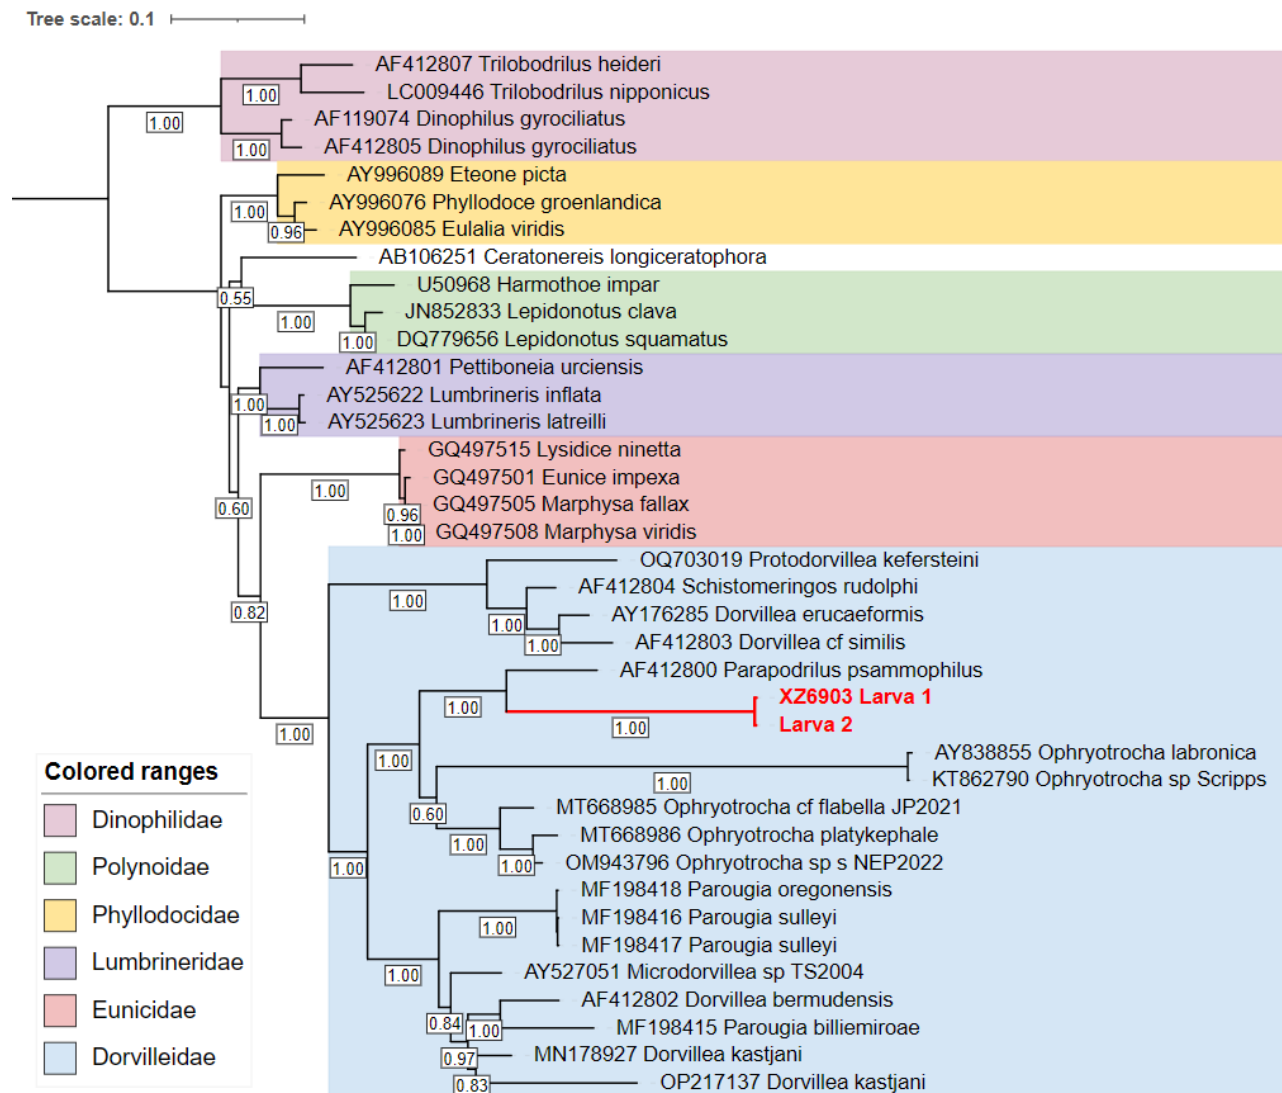 Tree scale: 0.1
AF412807 Trilobodrilus heideri
1.00
LC009446 Trilobodrilus nipponicus
1.00
AF119074 Dinophilus gyrociliatus
1.00
AF412805 Dinophilus gyrociliatus
AY996089 Eteone picta
AY996076 Phyllodoce groenlandica
1.00
AY996085 Eulalia viridis
0.96
AB106251 Ceratonereis longiceratophora
U50968 Harmothoe impar
0.55
JN852833 Lepidonotus clava
1.00
DQ779656 Lepidonotus squamatus
1.00
AF412801 Pettiboneia urciensis
AY525622 Lumbrineris inflata
1.00
AY525623 Lumbrineris latreilli
1.00
GQ497515 Lysidice ninetta
GQ497501 Eunice impexa
1.00
GQ497505 Marphysa fallax
0.60
0.96
GQ497508 Marphysa viridis
1.00
OQ703019 Protodorvillea kefersteini
AF412804 Schistomeringos rudolphi
1.00
0.82
AY176285 Dorvillea erucaeformis
1.00
AF412803 Dorvillea cf similis
1.00
AF412800 Parapodrilus psammophilus
XZ6903 Larva 1
1.00
Larva 2
1.00
1.00
AY838855 Ophryotrocha labronica
1.00
KT862790 Ophryotrocha sp Scripps
1.00
MT668985 Ophryotrocha cf flabella JP2021
0.60
MT668986 Ophryotrocha platykephale
1.00
OM943796 Ophryotrocha sp s NEP2022
1.00
1.00
MF198418 Parougia oregonensis
MF198416 Parougia sulleyi
1.00
MF198417 Parougia sulleyi
AY527051 Microdorvillea sp TS2004
1.00
AF412802 Dorvillea bermudensis
0.84
MF198415 Parougia billiemiroae
1.00
MN178927 Dorvillea kastjani
0.97
OP217137 Dorvillea kastjani
0.83
Colored ranges
Dinophilidae
Polynoidae
Phyllodocidae
Lumbrineridae
Eunicidae
Dorvilleidae